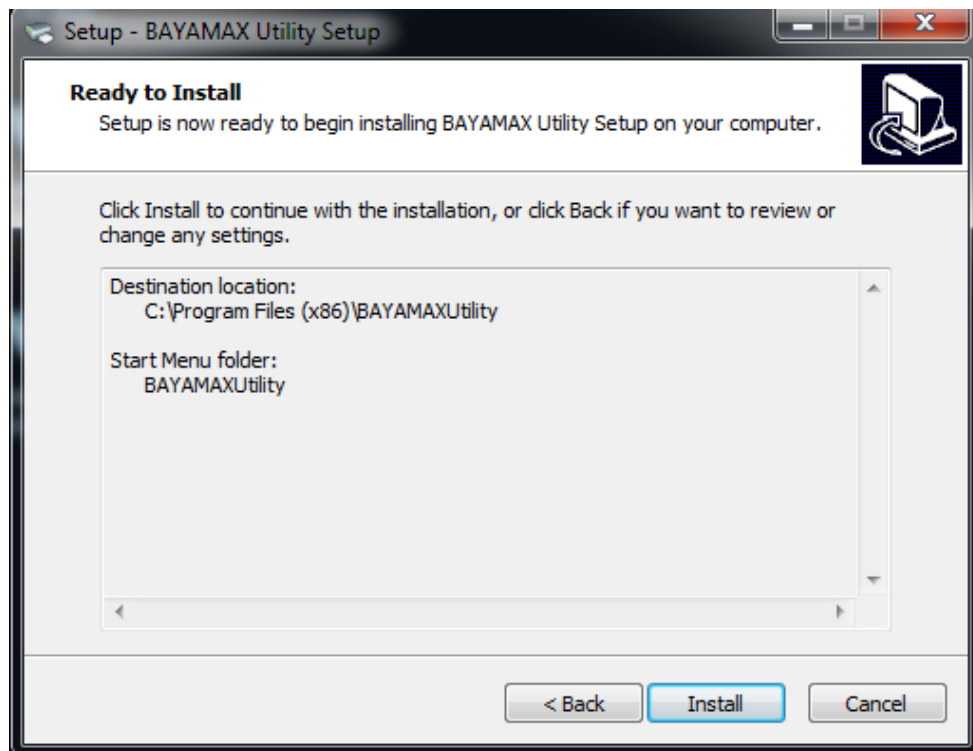 Setup - BAYAMAX Utility Setup
Ready to Install
Setup is now ready to begin installing BAYAMAX Utility Setup on your computer.
Click Install to continue with the installation, or click Back if you want to review or
change any settings.
Destination location:
C:\Program Files (x86)\BAYAMAXUtility
Start Menu folder:
BAYAMAXUtility
< Back Install Cancel